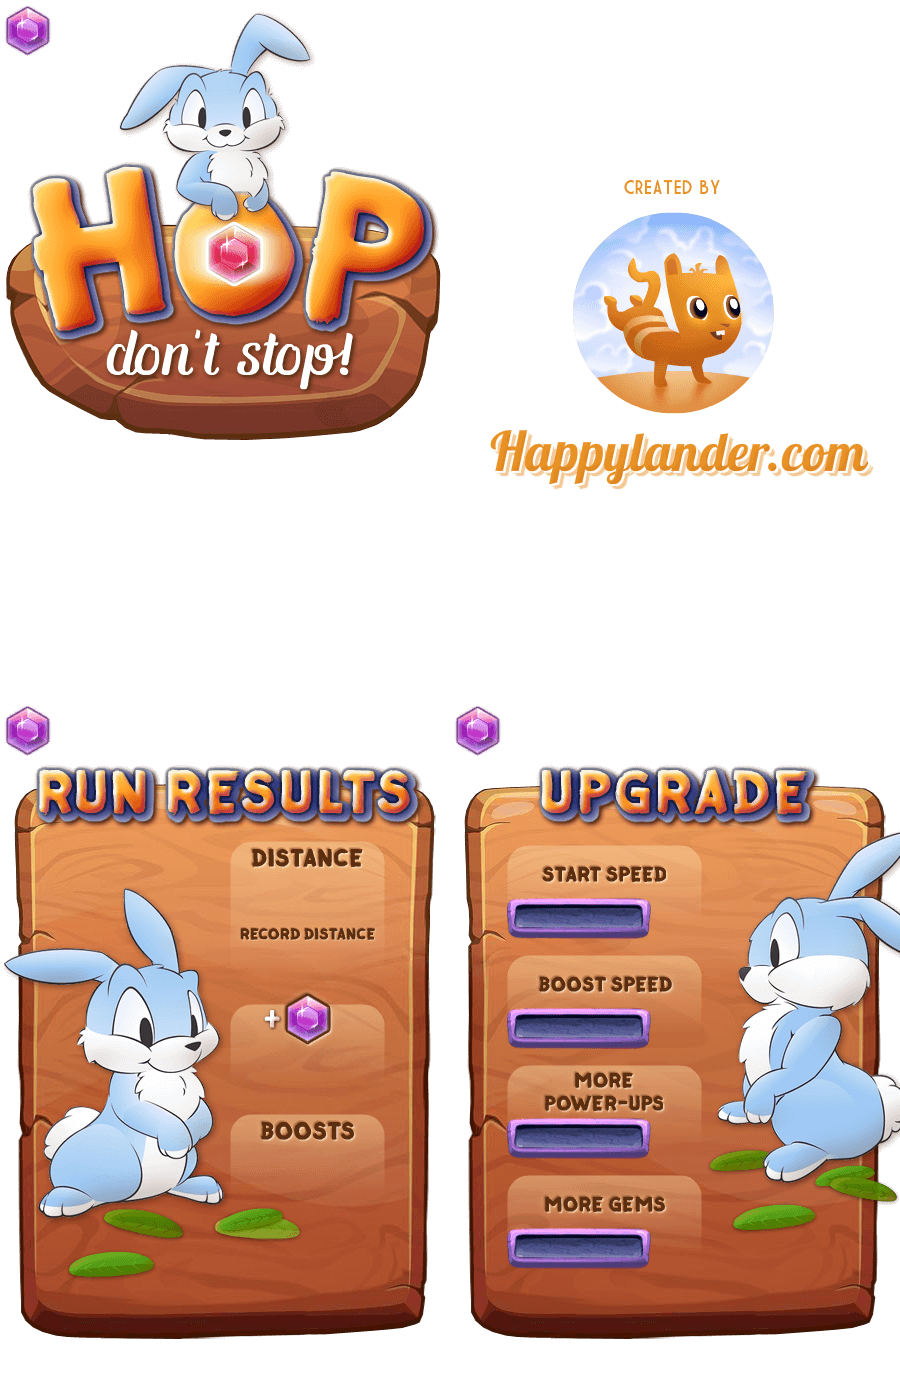 HOP
don't stop!
CREATED BY
Happylander.com
RUN RESULTS
DISTANCE
RECORD DISTANCE
+
BOOSTS
UPGRADE
START SPEED
BOOST SPEED
MORE
POWER-UPS
MORE GEMS